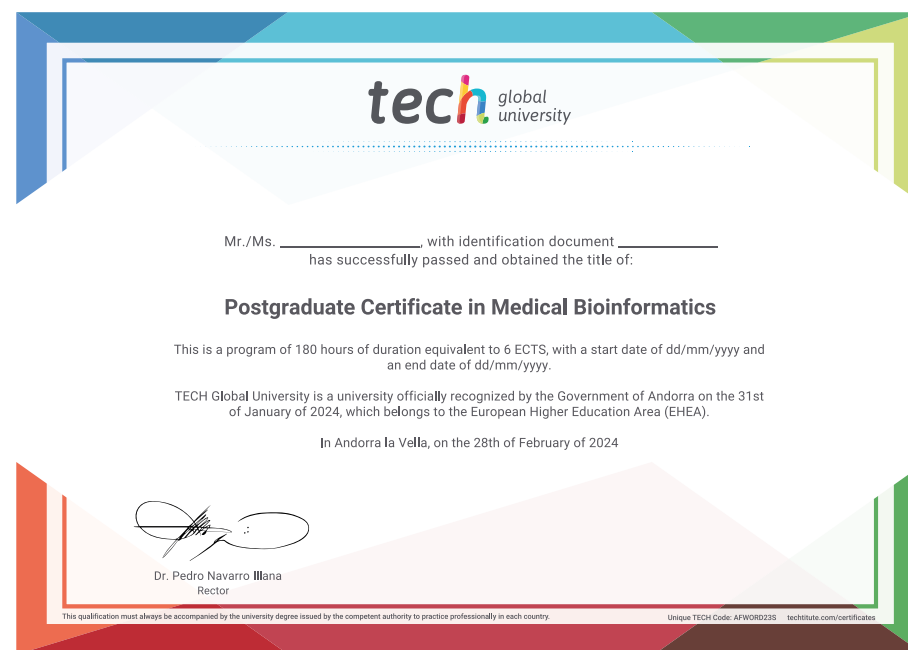 tech global
university
Mr./Ms. ____________, with identification document ____________
has successfully passed and obtained the title of:
Postgraduate Certificate in Medical Bioinformatics
This is a program of 180 hours of duration equivalent to 6 ECTS, with a start date of dd/mm/yyyy and
an end date of dd/mm/yyyy.
TECH Global University is a university officially recognized by the Government of Andorra on the 31st
of January of 2024, which belongs to the European Higher Education Area (EHEA).
In Andorra la Vella, on the 28th of February of 2024
Dr. Pedro Navarro Illana
Rector
This qualification must always be accompanied by the university degree issued by the competent authority to practice professionally in each country.
Unique TECH Code: AFWORD23S techtitute.com/certificates